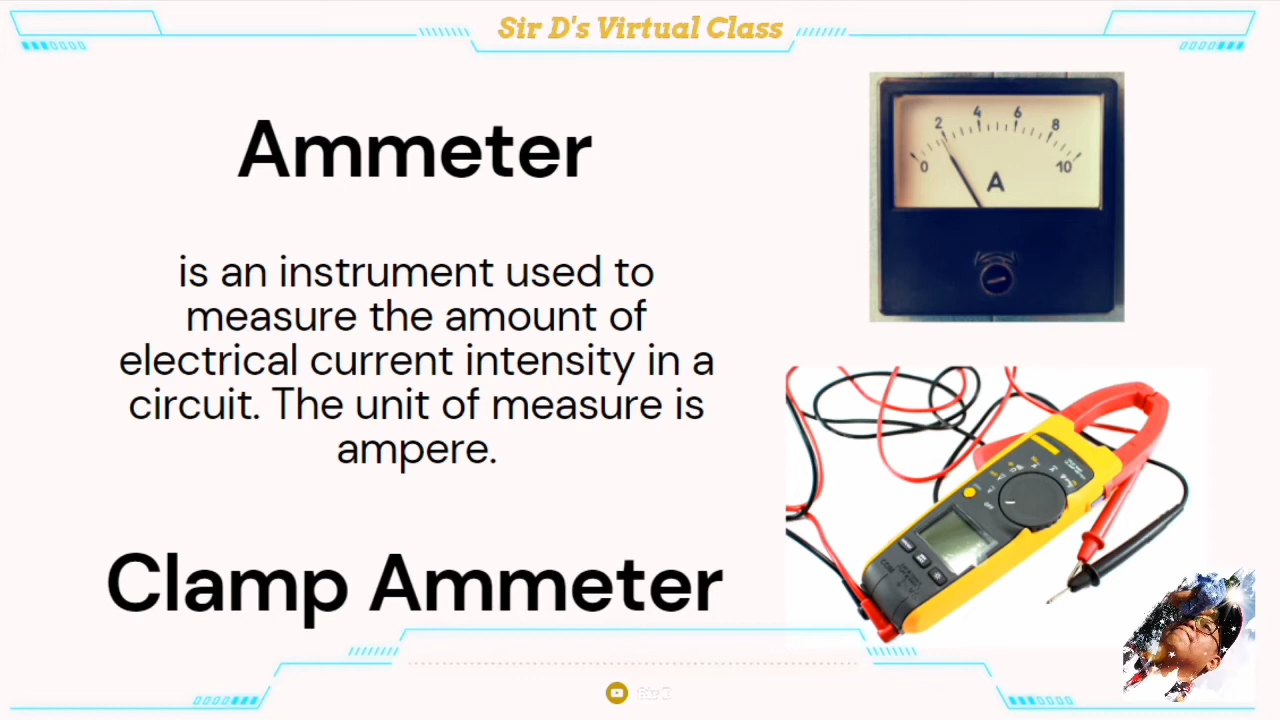 Sir D's Virtual Class
Ammeter
is an instrument used to
measure the amount of
electrical current intensity in a
circuit. The unit of measure is
ampere.
Clamp Ammeter
0 2 4 6 8 10
A
OFF